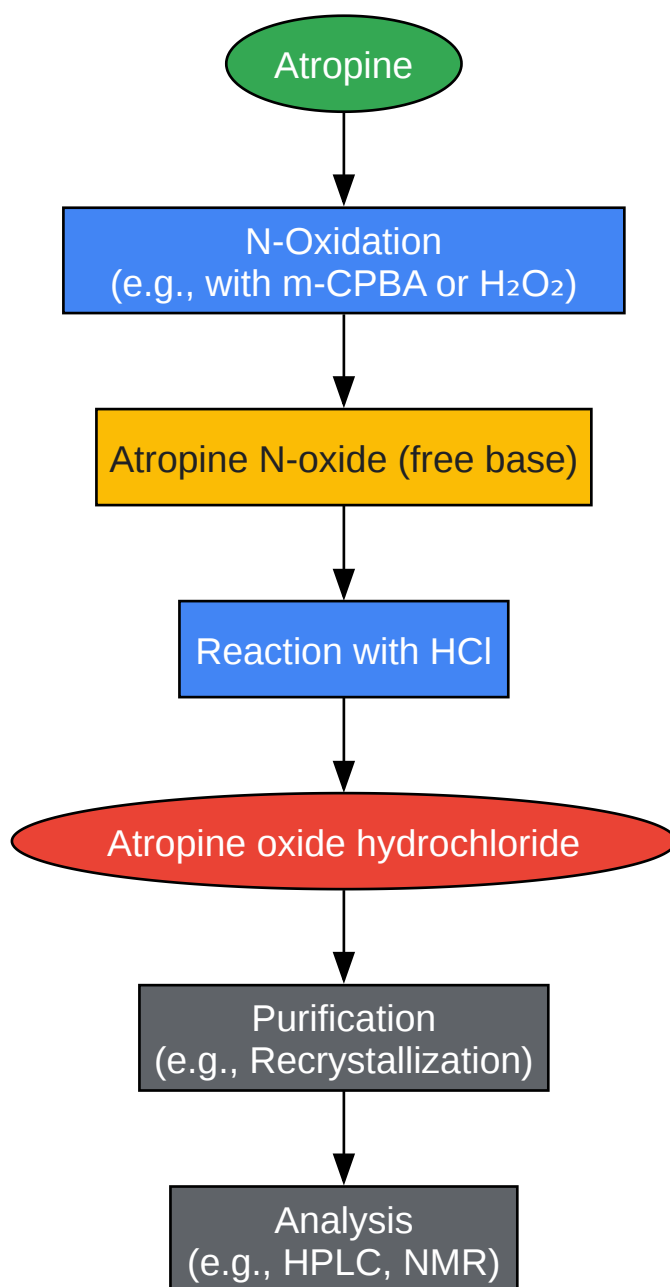 Atropine
N-Oxidation
(e.g., with m-CPBA or H₂O₂)
Atropine N-oxide (free base)
Reaction with HCl
Atropine oxide hydrochloride
Purification
(e.g., Recrystallization)
Analysis
(e.g., HPLC, NMR)